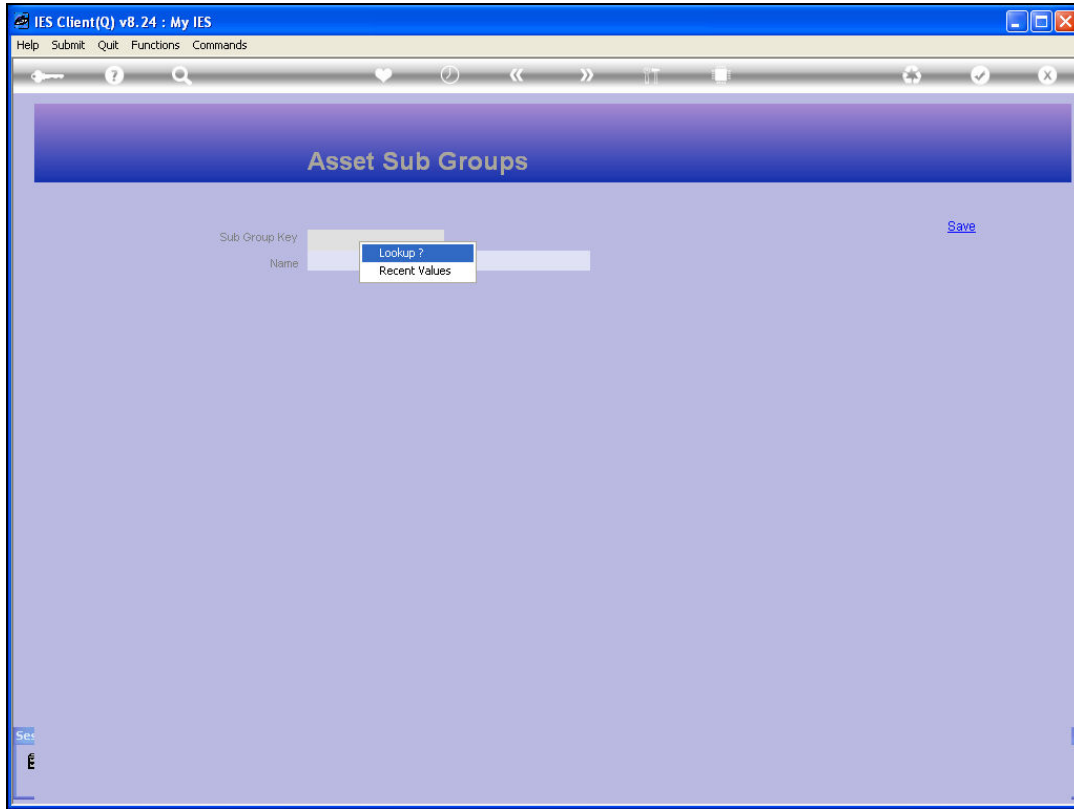 IES Client(Q) v8.24 : My IES
Help Submit Quit Functions Commands
Asset Sub Groups
Save
Sub Group Key
Lookup ?
Name
Recent Values
Ses